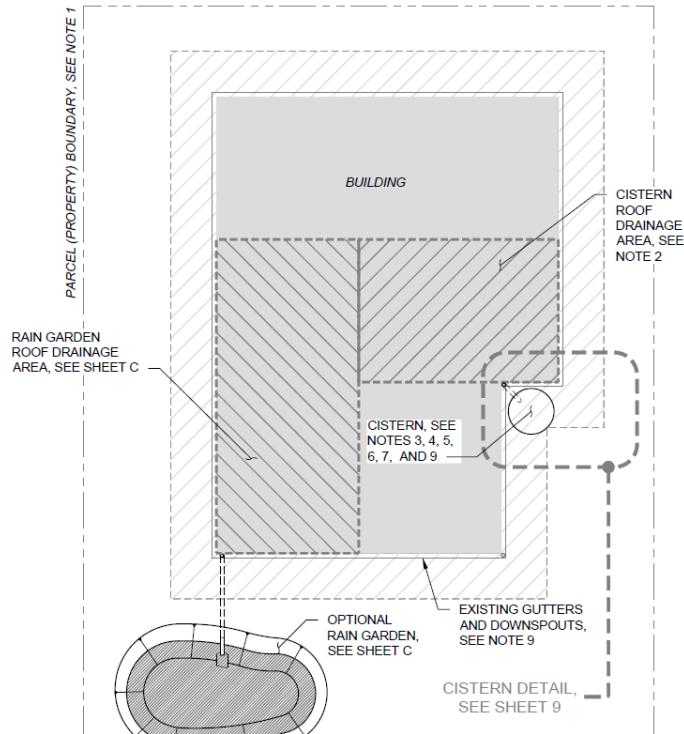 PARCEL (PROPERTY) BOUNDARY, SEE NOTE 1
BUILDING
CISTERN
ROOF
DRAINAGE
AREA, SEE
NOTE 2
RAIN GARDEN
ROOF DRAINAGE
AREA, SEE SHEET C
CISTERN, SEE
NOTES 3, 4, 5,
6, 7, AND 9
OPTIONAL
RAIN GARDEN,
SEE SHEET C
EXISTING GUTTERS
AND DOWNSPOUTS,
SEE NOTE 9
CISTERN DETAIL,
SEE SHEET 9